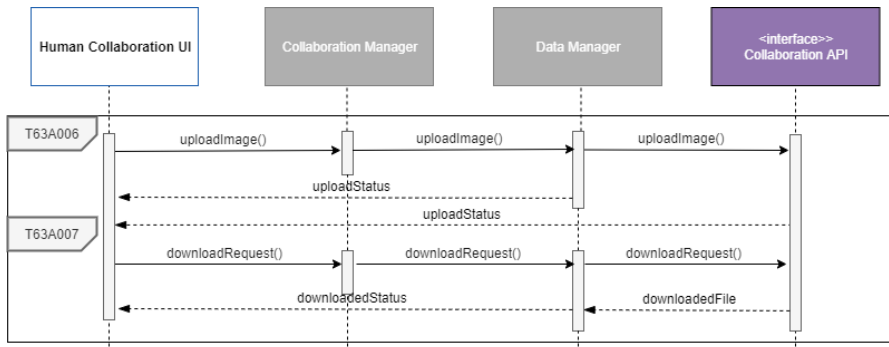 Human Collaboration UI
Collaboration Manager
Data Manager
<interface>>
Collaboration API
T63A006
uploadImage()
uploadImage()
uploadImage()
uploadStatus
uploadStatus
T63A007
downloadRequest()
downloadRequest()
downloadRequest()
downloadedStatus
downloadedFile